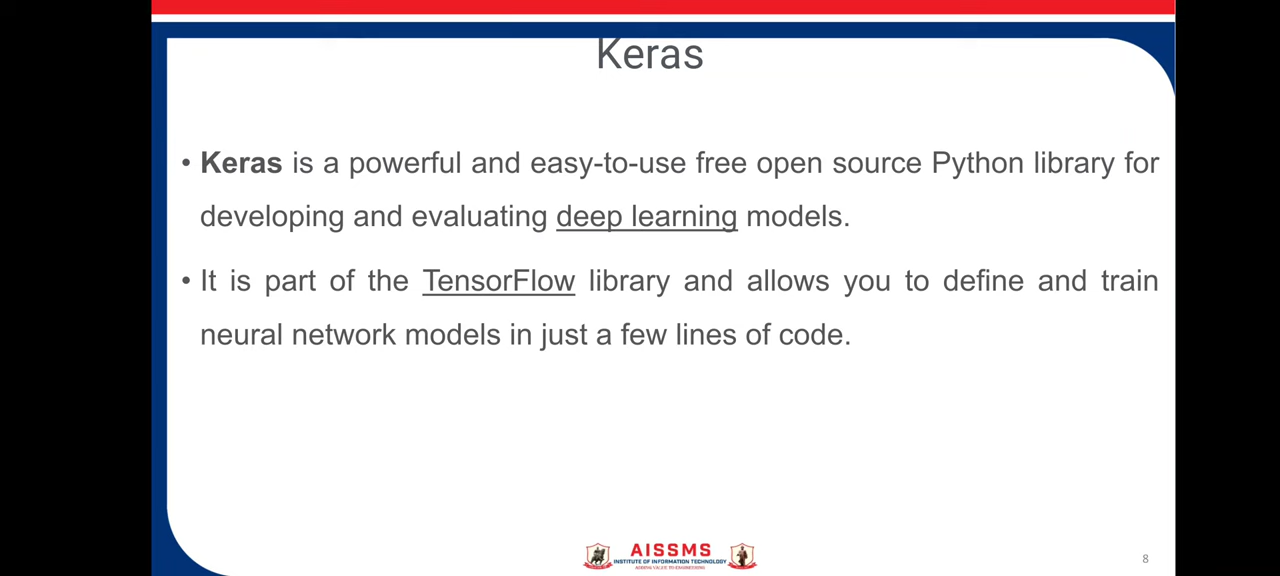 Keras
• Keras is a powerful and easy-to-use free open source Python library for
developing and evaluating deep learning models.
• It is part of the TensorFlow library and allows you to define and train
neural network models in just a few lines of code.
AISSMS
INSTITUTE OF INFORMATION TECHNOLOGY
8